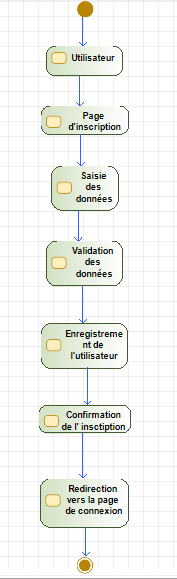 Utilisateur
Page
d'inscription
Saisie
des
données
Validation
des
données
Enregistreme
nt de
l'utilisateur
Confirmation
de l' insctiption
Redirection
vers la page
de connexion